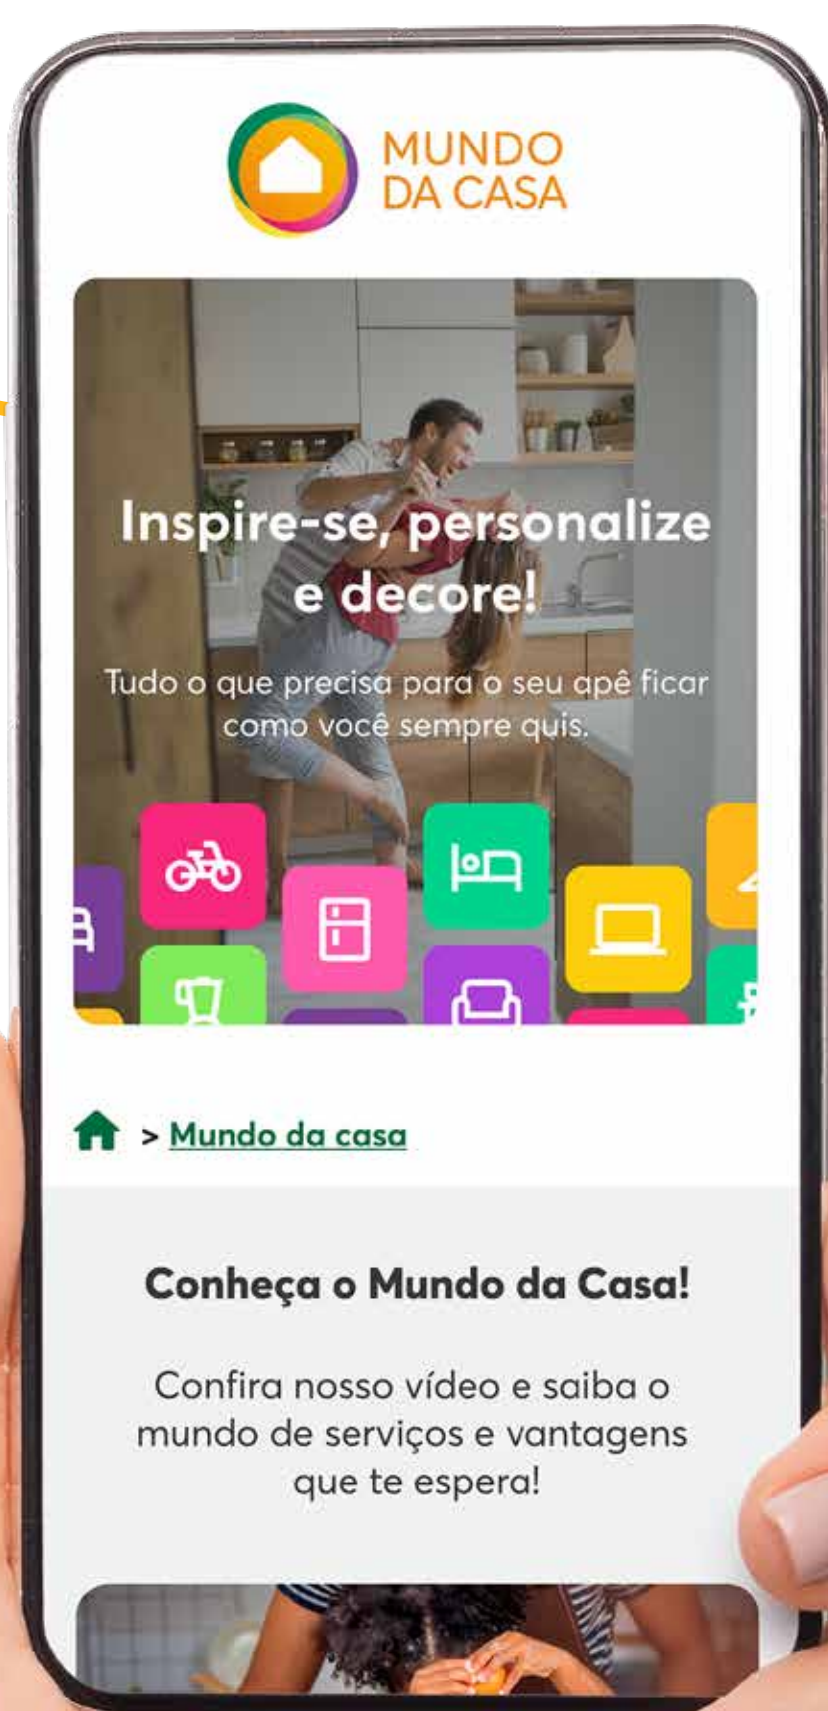 MUNDO
DA CASA
Inspire-se, personalize
e decore!
Tudo o que precisa para o seu apê ficar
como você sempre quis.
> Mundo da casa
Conheça o Mundo da Casa!
Confira nosso vídeo e saiba o
mundo de serviços e vantagens
que te espera!